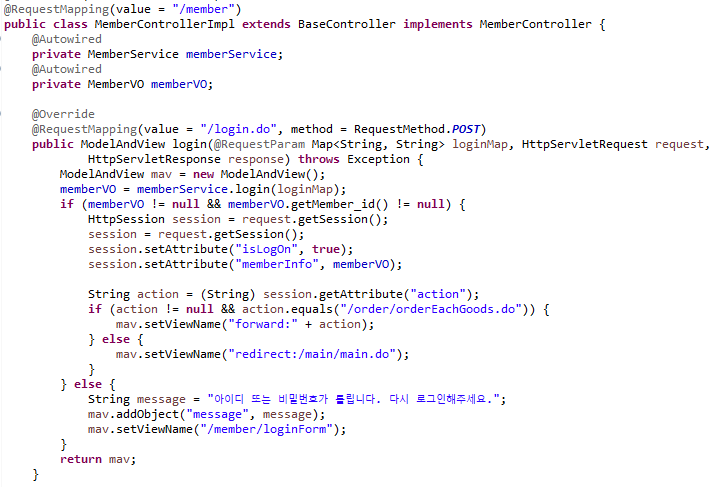 @RequestMapping(value = "/member")
public class MemberControllerImpl extends BaseController implements MemberController {
    @Autowired
    private MemberService memberService;
    @Autowired
    private MemberVO memberVO;

    @Override
    @RequestMapping(value = "/login.do", method = RequestMethod.POST)
    public ModelAndView login(@RequestParam Map<String, String> loginMap, HttpServletRequest request,
            HttpServletResponse response) throws Exception {
        ModelAndView mav = new ModelAndView();
        memberVO = memberService.login(loginMap);
        if (memberVO != null && memberVO.getMember_id() != null) {
            HttpSession session = request.getSession();
            session = request.getSession();
            session.setAttribute("isLogOn", true);
            session.setAttribute("memberInfo", memberVO);

            String action = (String) session.getAttribute("action");
            if (action != null && action.equals("/order/orderEachGoods.do")) {
                mav.setViewName("forward:" + action);
            } else {
                mav.setViewName("redirect:/main/main.do");
            }
        } else {
            String message = "아이디 또는 비밀번호가 틀립니다. 다시 로그인해주세요.";
            mav.addObject("message", message);
            mav.setViewName("/member/loginForm");
        }
        return mav;
    }